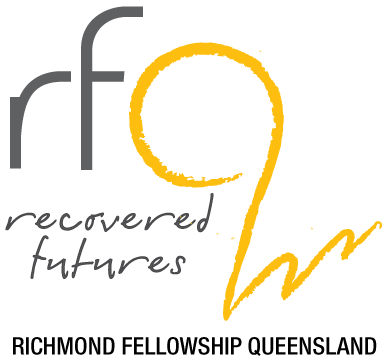 rfq
recovered
futures
RICHMOND FELLOWSHIP QUEENSLAND